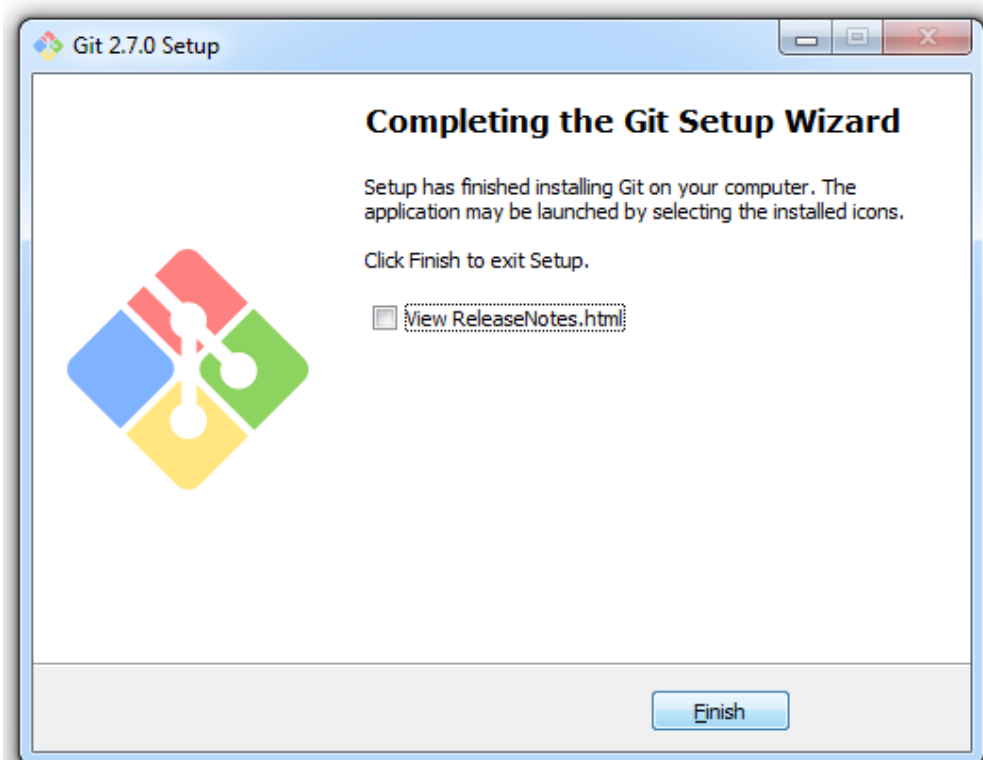 Git 2.7.0 Setup
Completing the Git Setup Wizard
Setup has finished installing Git on your computer. The
application may be launched by selecting the installed icons.
Click Finish to exit Setup.
View ReleaseNotes.html
Finish